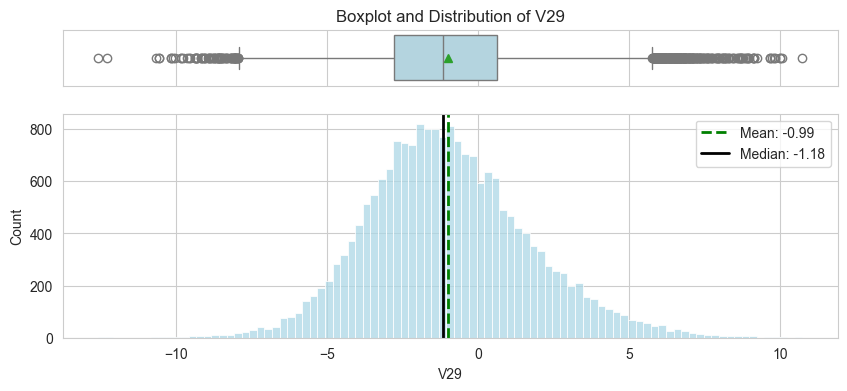 Boxplot and Distribution of V29
Mean: -0.99
Median: -1.18
800
600
400
200
0
Count
−10
−5
0
5
10
V29